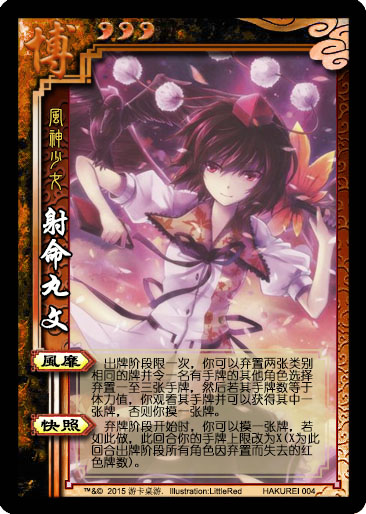 博
風神少女
射命丸文
風靡
出牌阶段限一次，你可以弃置两张类别
相同的牌并令一名有手牌的其他角色选择
弃置一至三张手牌，然后若其手牌数等于
体力值，你观看其手牌并可以获得其中一
张牌，否则你摸一张牌。
快照
弃牌阶段开始时，你可以摸一张牌，若
如此做，此回合你的手牌上限改为X(X为此
回合出牌阶段所有角色因弃置而失去的红
色牌数)。
™&© 2015 游卡桌游. Illustration:LittleRed HAKUREI 004